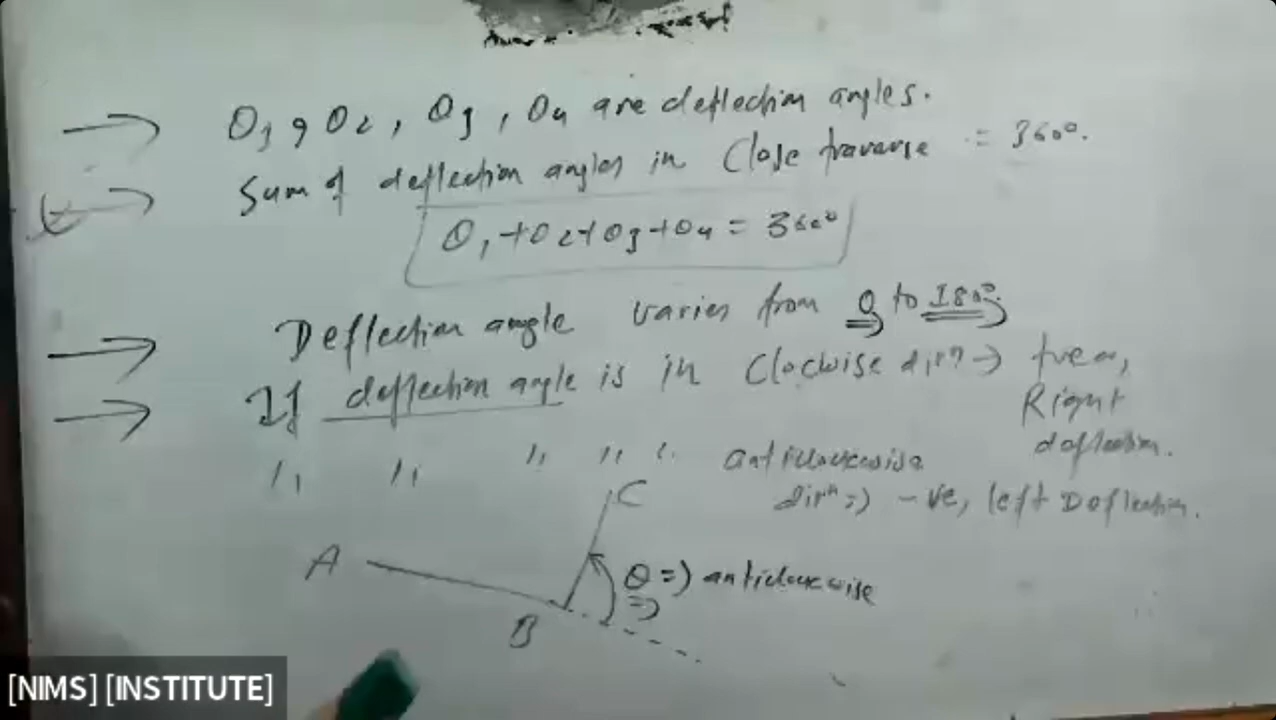 θ1, θ2, θ3, θ4 are deflection angles.
Sum of deflection angles in Close traverse = 360°.
θ1+θ2+θ3+θ4 = 360°
Deflection angle varies from 0 to 180°
If deflection angle is in Clocwise dirn → +ve,
Right
deflection.
" " " " " anticlockwise
dirn => -ve, left Deflection.
C
A
θ => anticlockwise
B
[NIMS] [INSTITUTE]